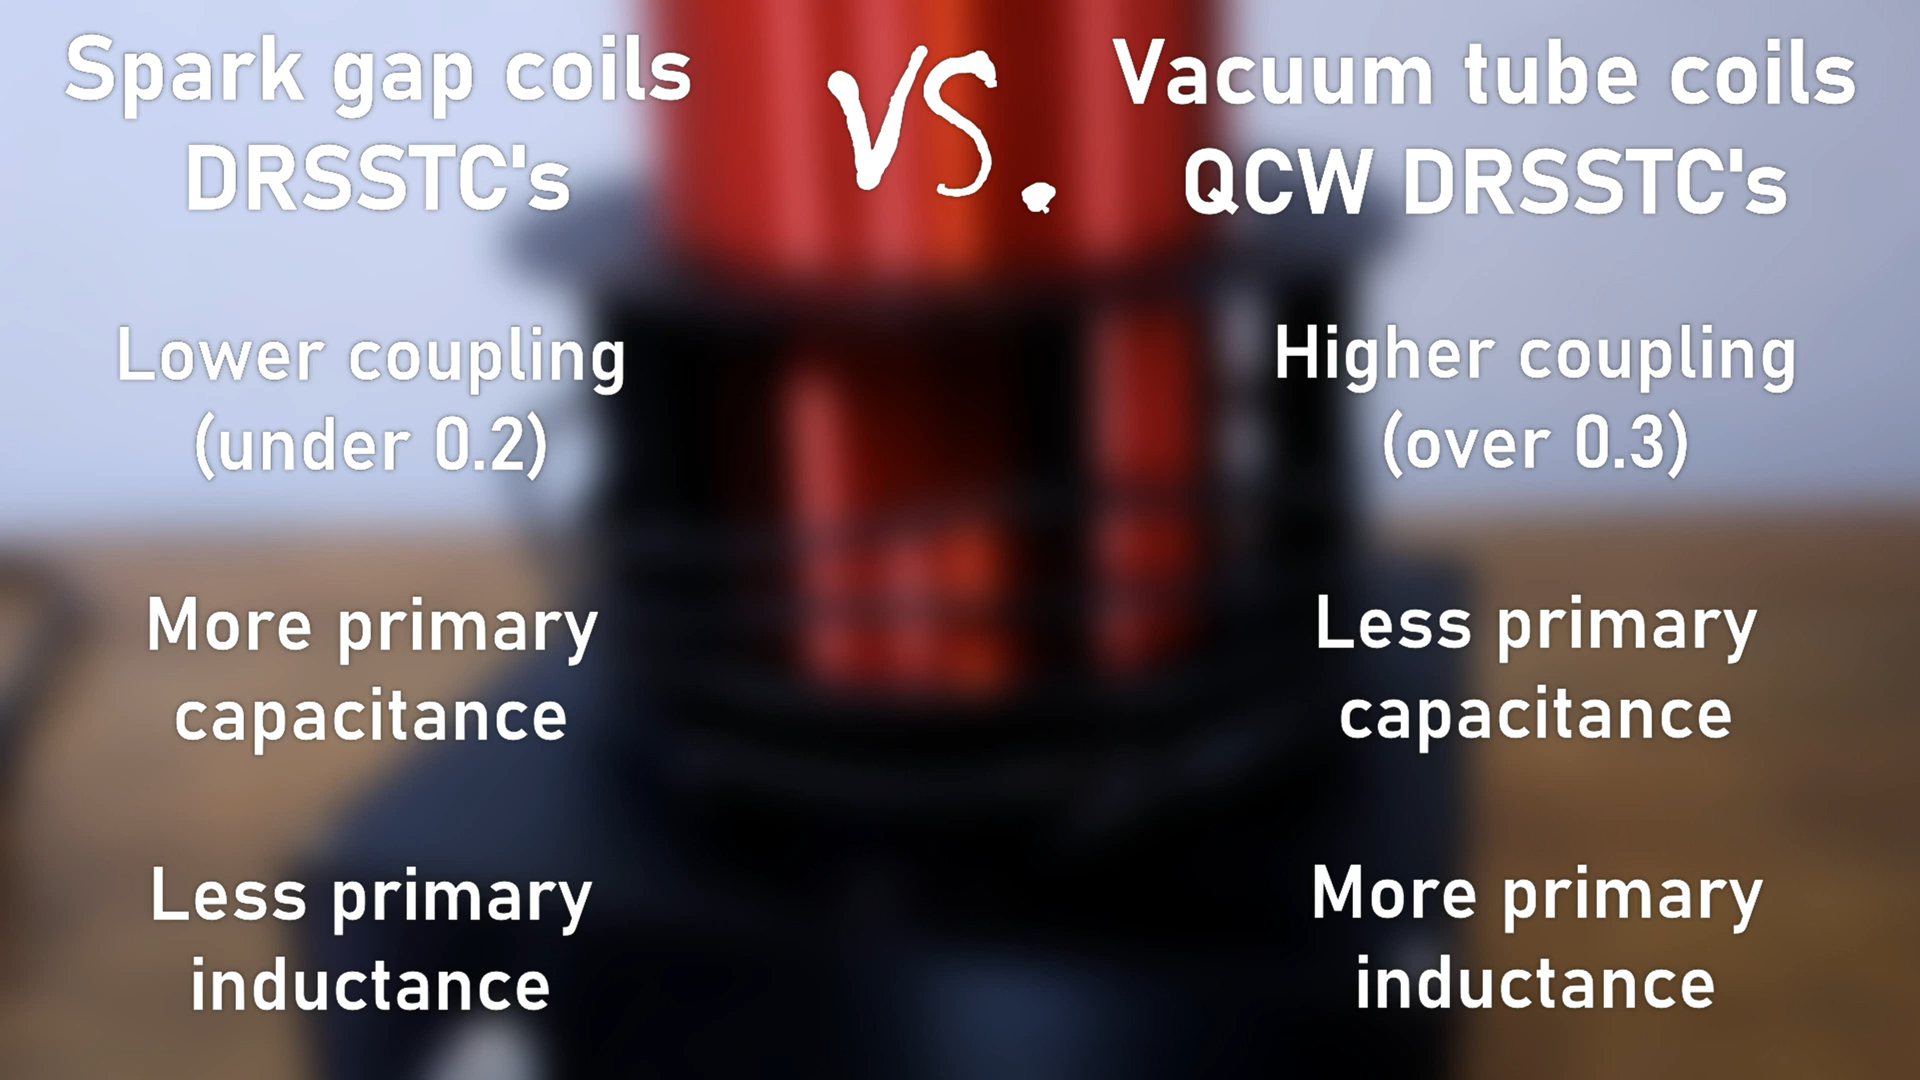 Spark gap coils
DRSSTC's
vs.
Vacuum tube coils
QCW DRSSTC's
Lower coupling
(under 0.2)
Higher coupling
(over 0.3)
More primary
capacitance
Less primary
capacitance
Less primary
inductance
More primary
inductance